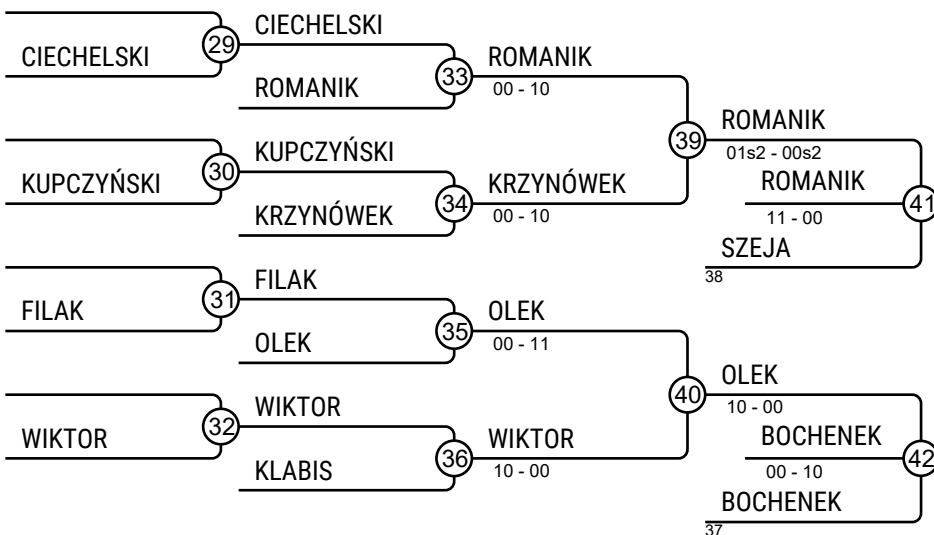 CIECHELSKI
29
CIECHELSKI
ROMANIK
33
ROMANIK
00 - 10
KUPCZYŃSKI
30
KUPCZYŃSKI
KRZYNÓWEK
34
KRZYNÓWEK
00 - 10
39
ROMANIK
01s2 - 00s2
ROMANIK
11 - 00
41
SZEJA
38
FILAK
31
FILAK
OLEK
35
OLEK
00 - 11
WIKTOR
32
WIKTOR
KLABIS
36
WIKTOR
10 - 00
40
OLEK
10 - 00
BOCHENEK
00 - 10
42
BOCHENEK
37